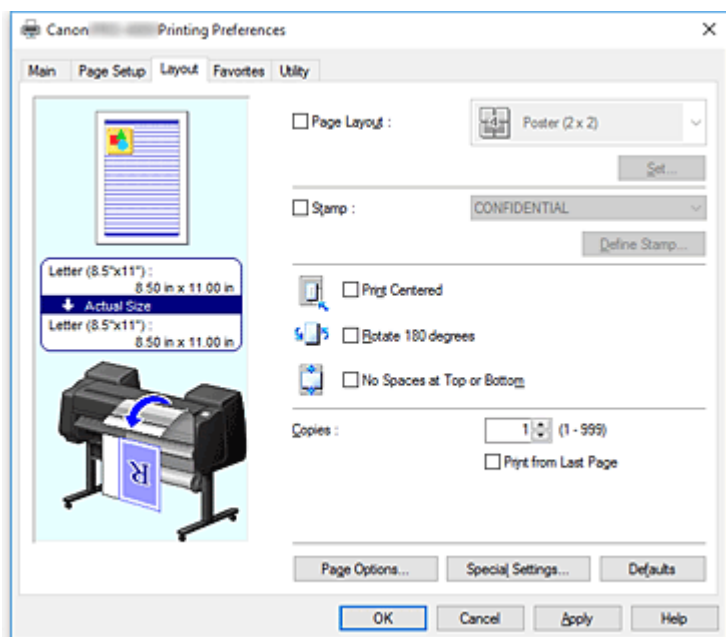 Canon Printing Preferences
Main Page Setup Layout Favorites Utility
Page Layout :
4 Poster (2 x 2)
Set...
Stamp :
CONFIDENTIAL
Define Stamp...
Letter (8.5"x11") :
8.50 in x 11.00 in
Actual Size
Letter (8.5"x11") :
8.50 in x 11.00 in
Print Centered
Rotate 180 degrees
No Spaces at Top or Bottom
Copies :
1 (1 - 999)
Print from Last Page
R
Page Options... Special Settings... Defaults
OK Cancel Apply Help